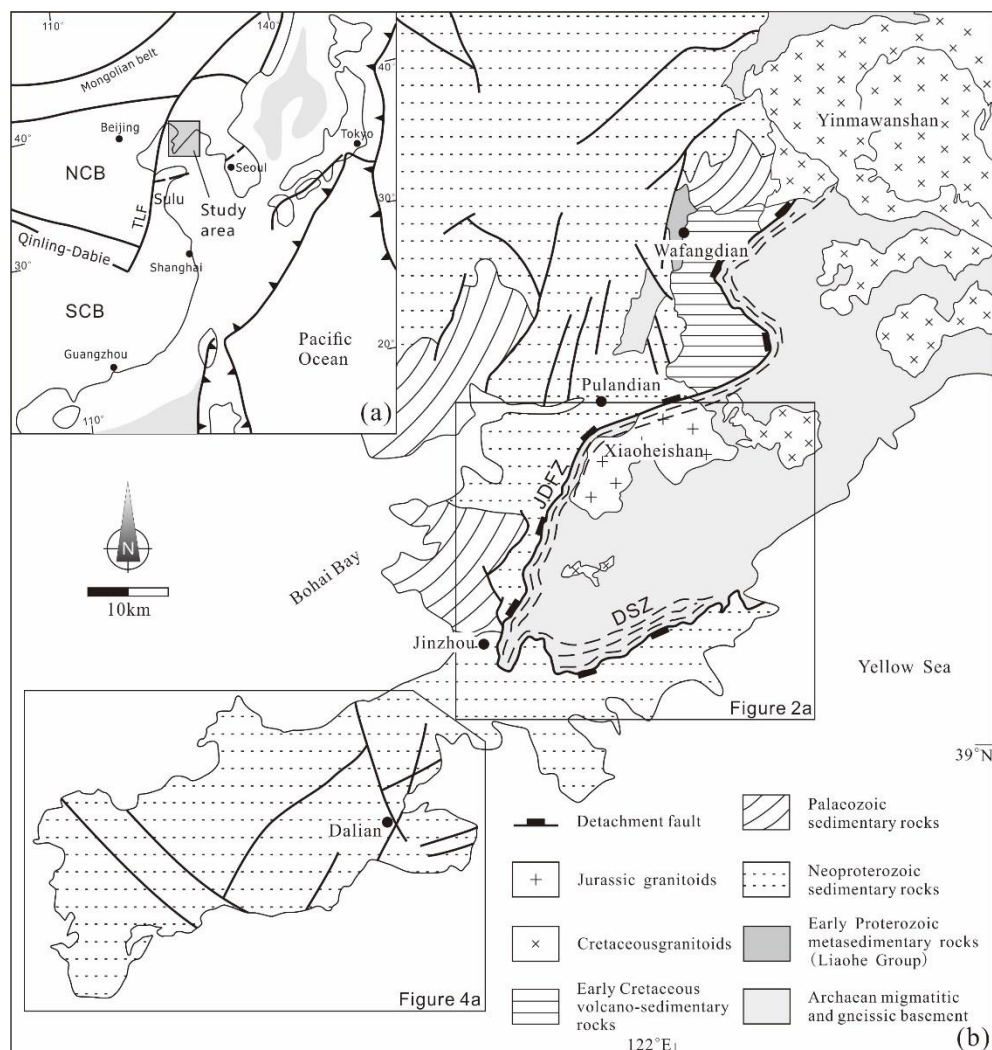 110°
140°
40°
Mongolian belt
Beijing
40°
Tokyo
Seoul
NCB
Sulu
Study
area
30°
TLF
Qinling-Dabie
Shanghai
30°
SCB
Pacific
Ocean
20°
Guangzhou
110°
(a)
Yinmawanshan
Wafangdian
Pulandian
Xiaoheishan
JDFZ
N
10km
Bohai Bay
DSZ
Jinzhou
Yellow Sea
Figure 2a
39°N
Dalian
Figure 4a
Detachment fault
Jurassic granitoids
Cretaceousgranitoids
Early Cretaceous
volcano-sedimentary
rocks
Palacozoic
sedimentary rocks
Neoproterozoic
sedimentary rocks
Early Proterozoic
metasedimentary rocks
(Liaohe Group)
Archacan migmatitic
and gneissic basement
122°E
(b)